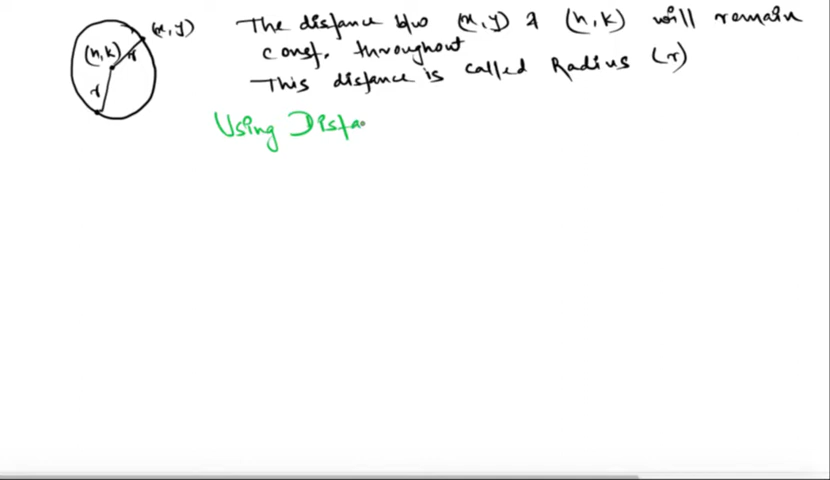 (x, y)
(h, k)
r
r
The distance b/w (x, y) & (h, k) will remain
const. throughout
This distance is called Radius (r)
Using Dista